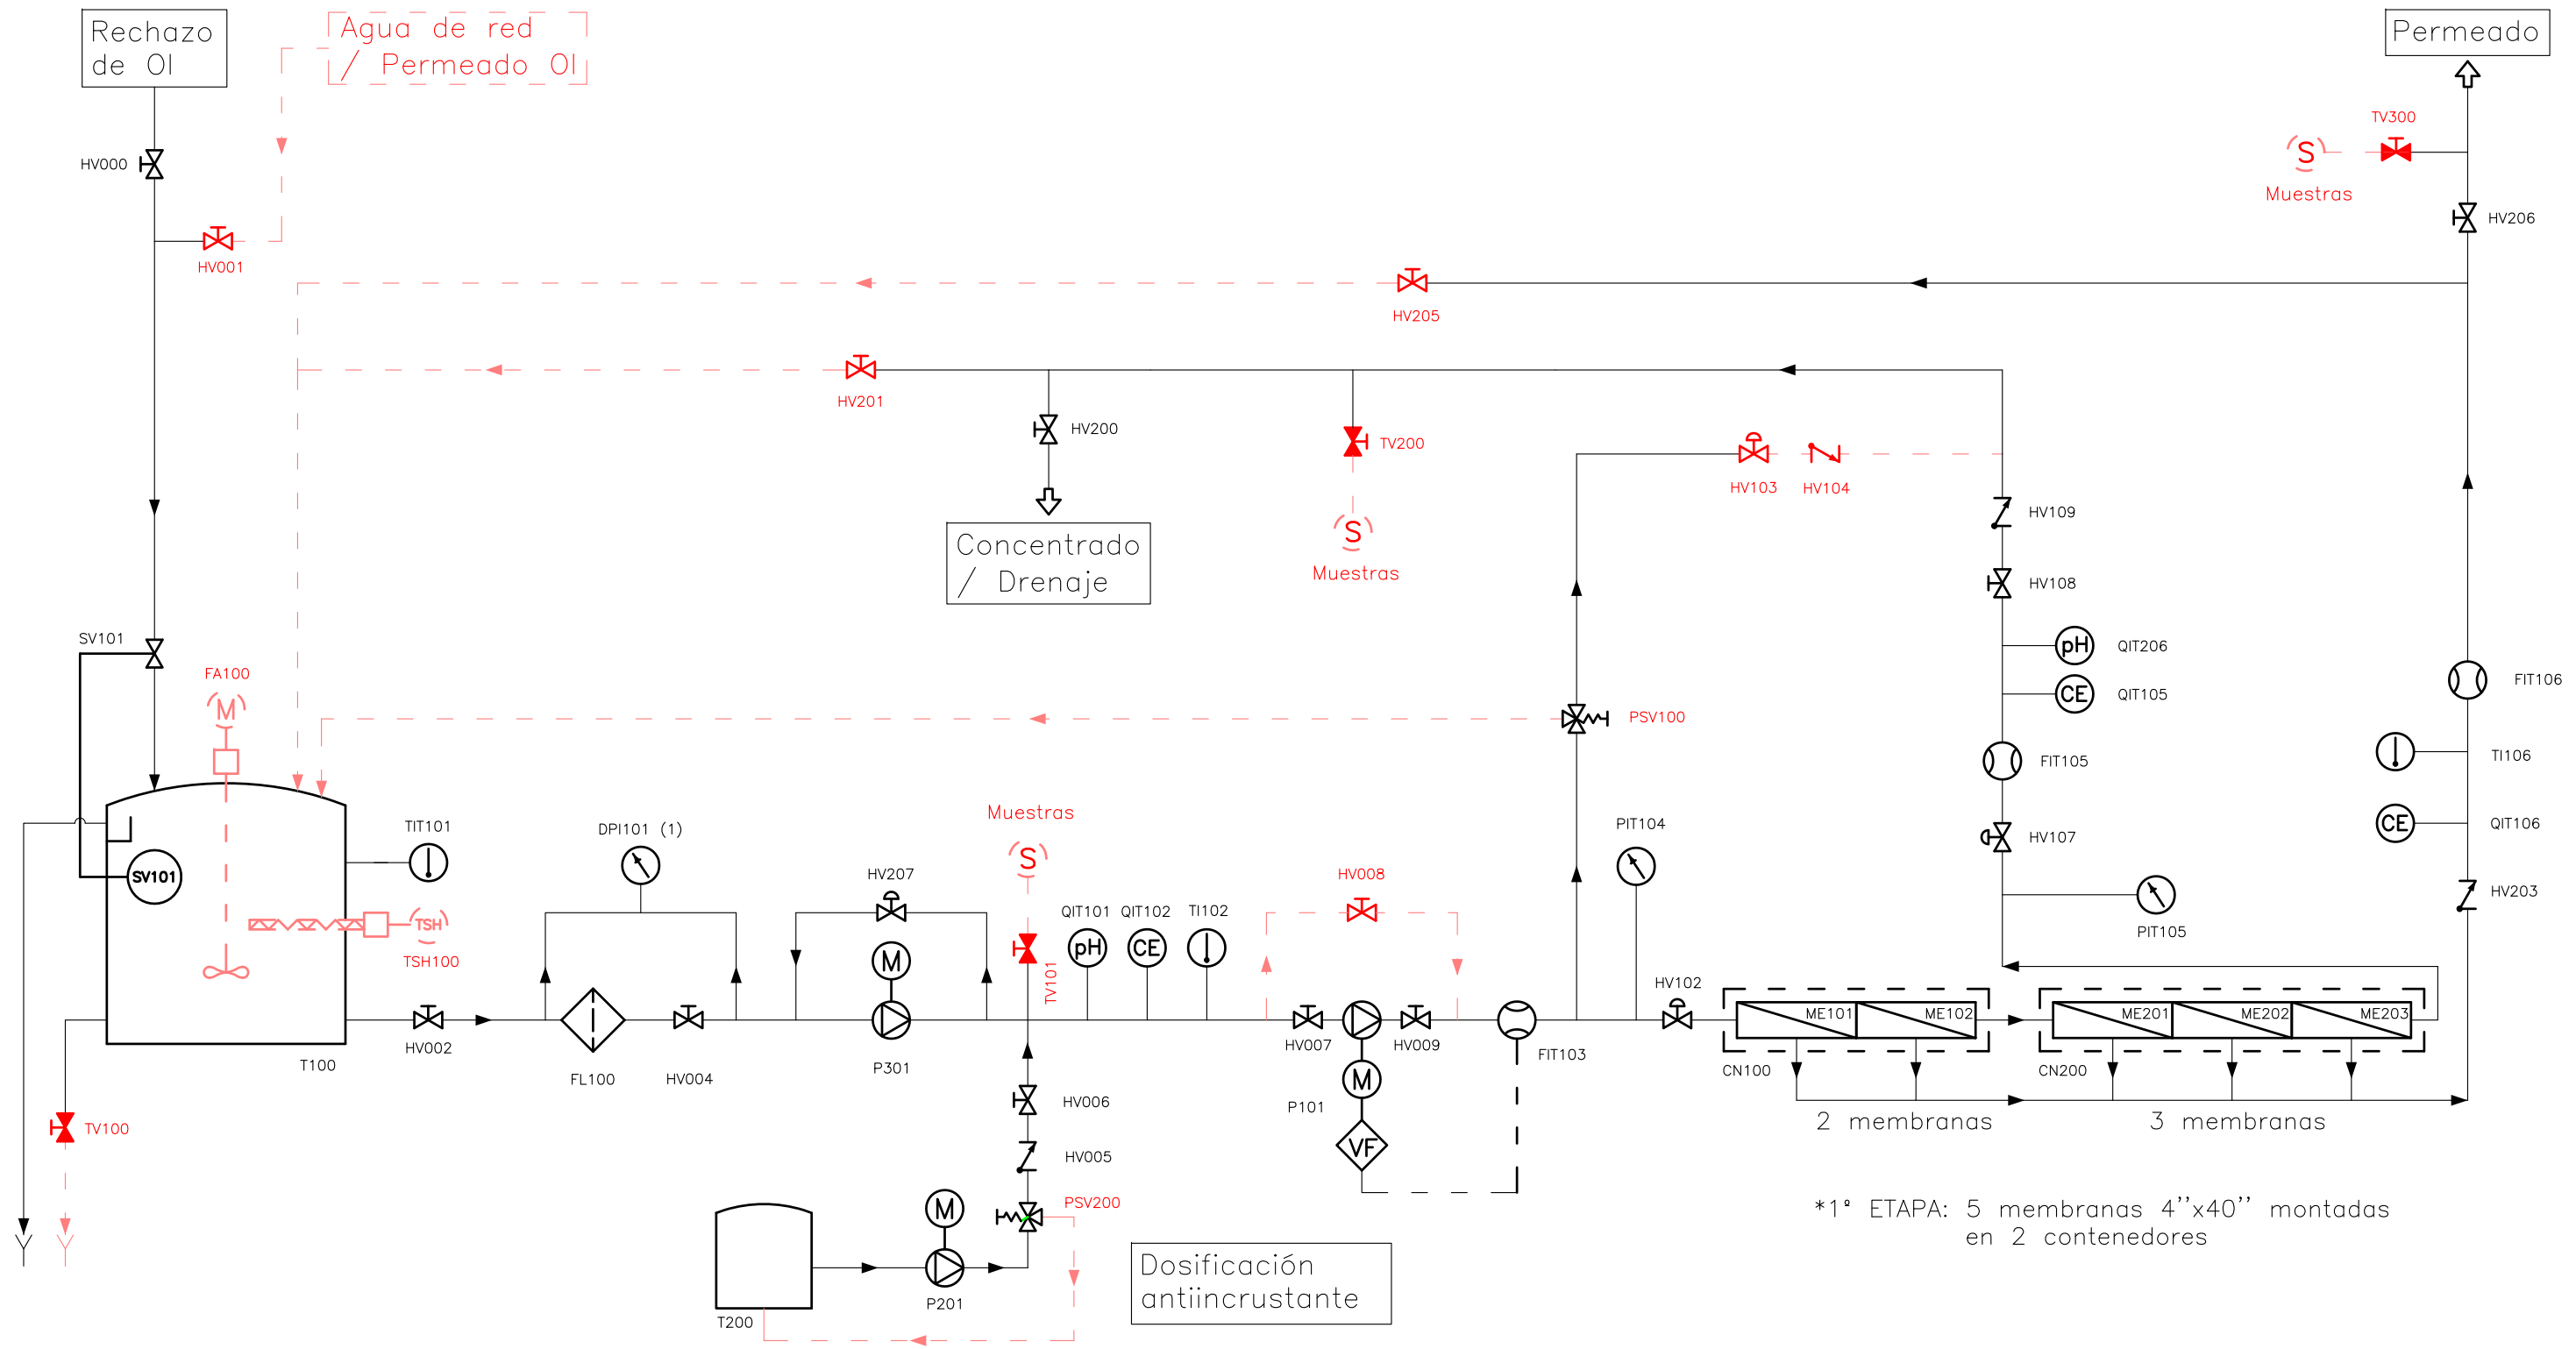 Rechazo
de OI
Agua de red
/ Permeado OI
Permeado
TV300
S
Muestras
HV000
HV206
HV001
HV205
HV201
HV200
TV200
HV103
HV104
S
Muestras
HV109
Concentrado
/ Drenaje
HV108
SV101
pH
QIT206
FA100
M
CE
QIT105
FIT106
PSV100
FIT105
TI106
Muestras
S
TIT101
DPI101 (1)
PIT104
CE
QIT106
HV107
SV101
HV207
HV008
HV203
QIT101
QIT102
TI102
PIT105
TSH
TSH100
M
TV101
pH
CE
HV102
ME101
ME102
ME201
ME202
ME203
HV002
HV007
HV009
FIT103
T100
FL100
HV004
P301
M
CN100
CN200
P101
HV006
2 membranas
3 membranas
TV100
VF
HV005
M
PSV200
*1ª ETAPA: 5 membranas 4''x40'' montadas
en 2 contenedores
Dosificación
antiincrustante
P201
T200